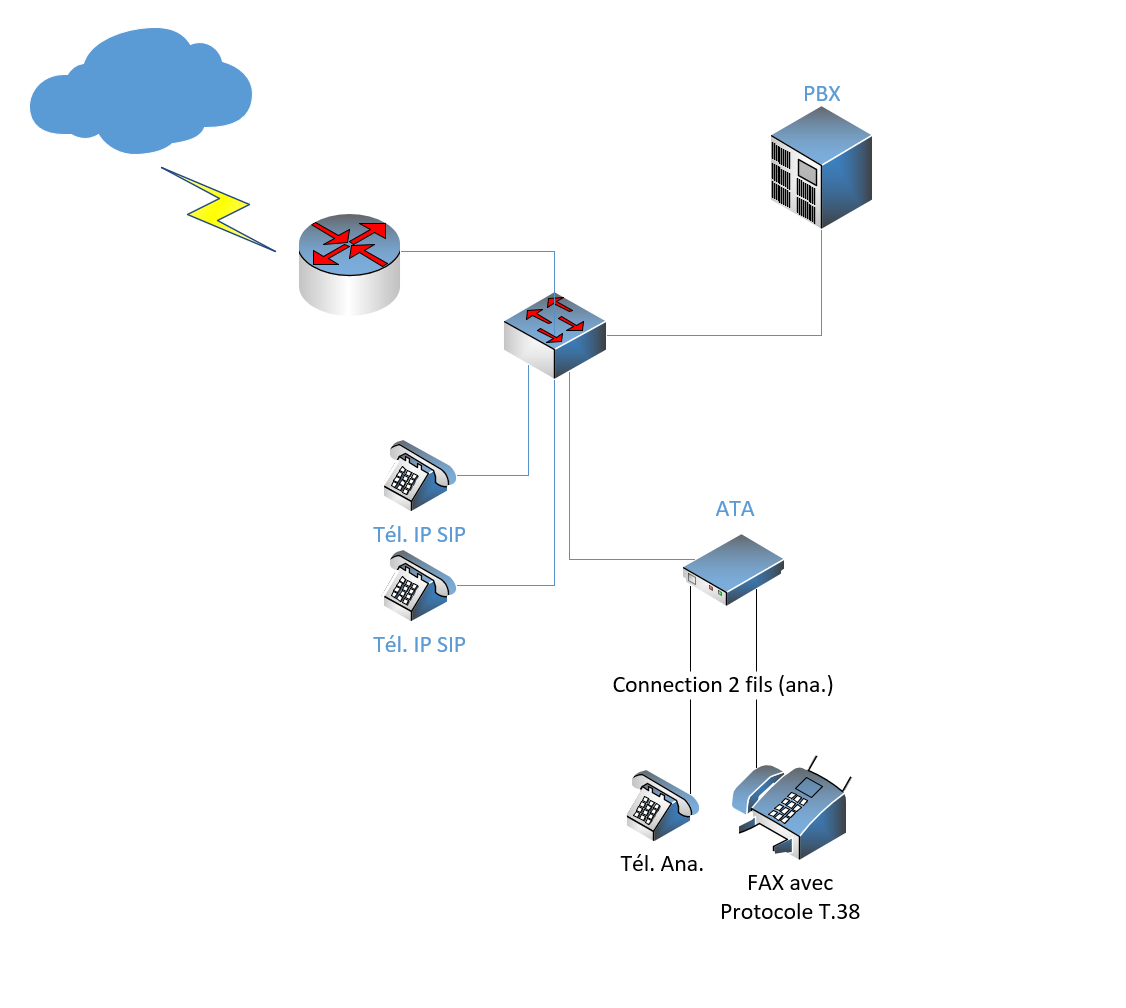 PBX
Tél. IP SIP
ATA
Tél. IP SIP
Connection 2 fils (ana.)
Tél. Ana.
FAX avec
Protocole T.38